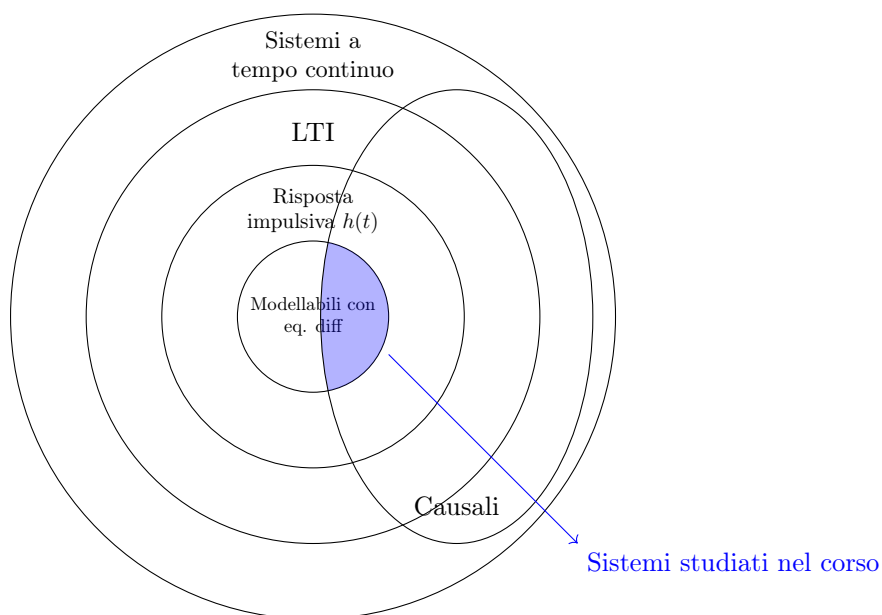 Sistemi a
tempo continuo
LTI
Risposta
impulsiva h(t)
Modellabili con
eq. diff
Causali
Sistemi studiati nel corso